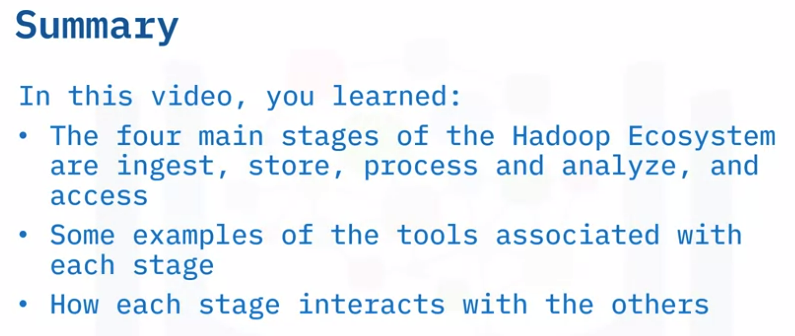 Summary
In this video, you learned:
• The four main stages of the Hadoop Ecosystem
are ingest, store, process and analyze, and
access
• Some examples of the tools associated with
each stage
• How each stage interacts with the others